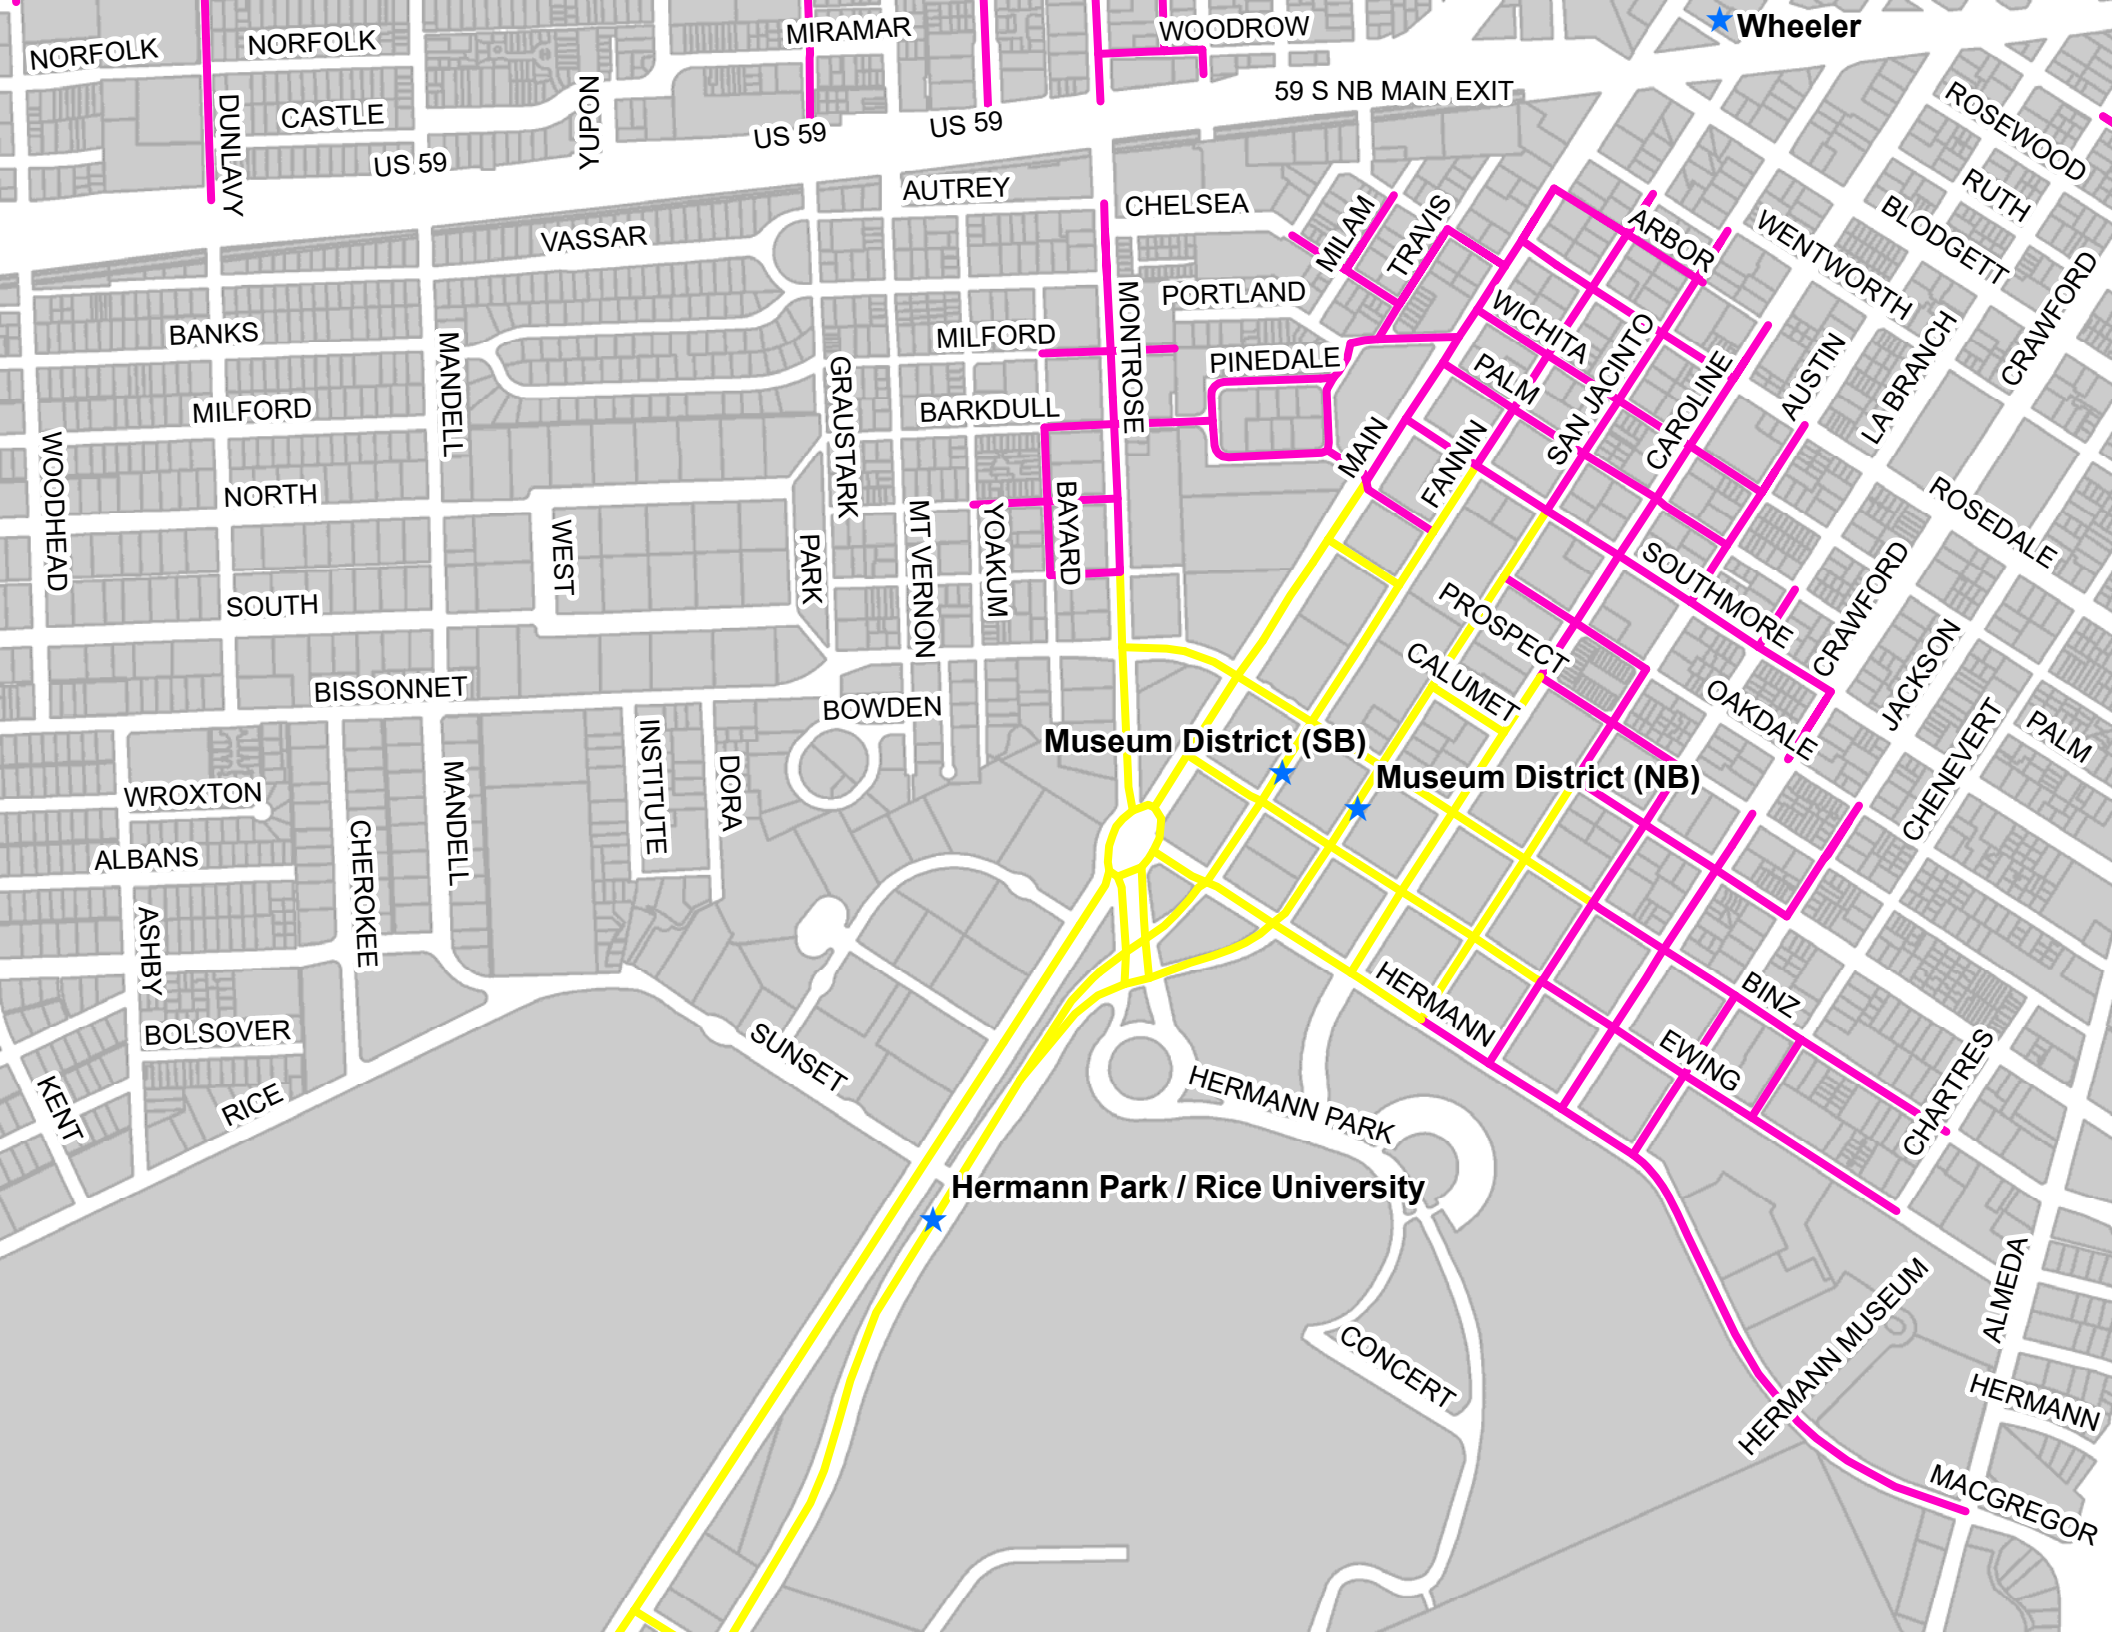 Wheeler
NORFOLK
NORFOLK
MIRAMAR
WOODROW
59 S NB MAIN EXIT
CASTLE
DUNLAVY
YUPON
US 59
US 59
US 59
ROSEWOOD
RUTH
BLODGETT
WENTWORTH
CRAWFORD
AUTREY
CHELSEA
MILAM
TRAVIS
ARBOR
VASSAR
PORTLAND
MONTROSE
WICHITA
SAN JACINTO
LA BRANCH
BANKS
MANDELL
MILFORD
PINEDALE
PALM
CAROLINE
AUSTIN
GRAUSTARK
MILFORD
BARKDULL
MAIN
FANNIN
WOODHEAD
NORTH
WEST
PARK
MT VERNON
YOAKUM
BAYARD
ROSEDALE
SOUTHMORE
CRAWFORD
SOUTH
PROSPECT
CALUMET
JACKSON
OAKDALE
BISSONNET
BOWDEN
CHENEVERT
PALM
INSTITUTE
DORA
Museum District (SB)
Museum District (NB)
WROXTON
MANDELL
CHEROKEE
ALBANS
ASHBY
BOLSOVER
HERMANN
BINZ
EWING
CHARTRES
SUNSET
KENT
RICE
HERMANN PARK
Hermann Park / Rice University
ALMEDA
HERMANN MUSEUM
CONCERT
HERMANN
MACGREGOR